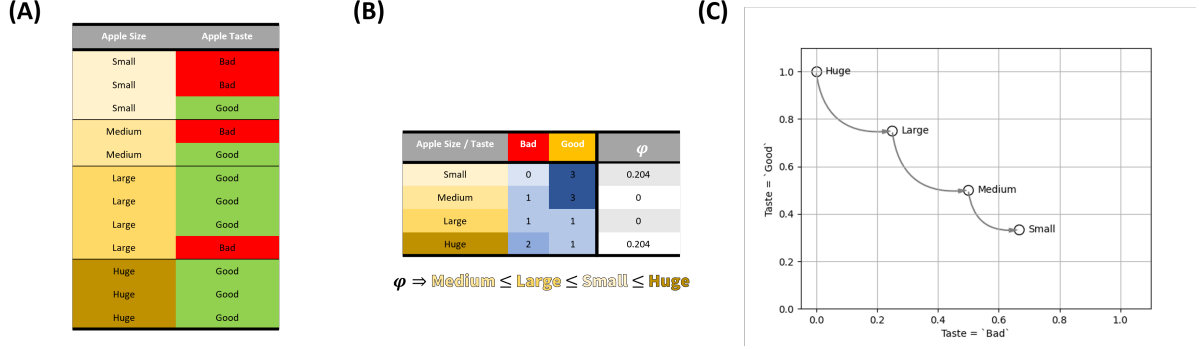 (A)
Apple Size Apple Taste
Small Bad
Small Bad
Small Good
Medium Bad
Medium Good
Large Good
Large Good
Large Good
Large Bad
Huge Good
Huge Good
Huge Good
(B)
Apple Size / Taste Bad Good φ
Small 0 3 0.204
Medium 1 3 0
Large 1 1 0
Huge 2 1 0.204
φ ⇒ Medium ≤ Large ≤ Small ≤ Huge
(C)
Taste = `Good`
1.0
0.8
0.6
0.4
0.2
0.0
Huge
Large
Medium
Small
0.0 0.2 0.4 0.6 0.8 1.0
Taste = `Bad`